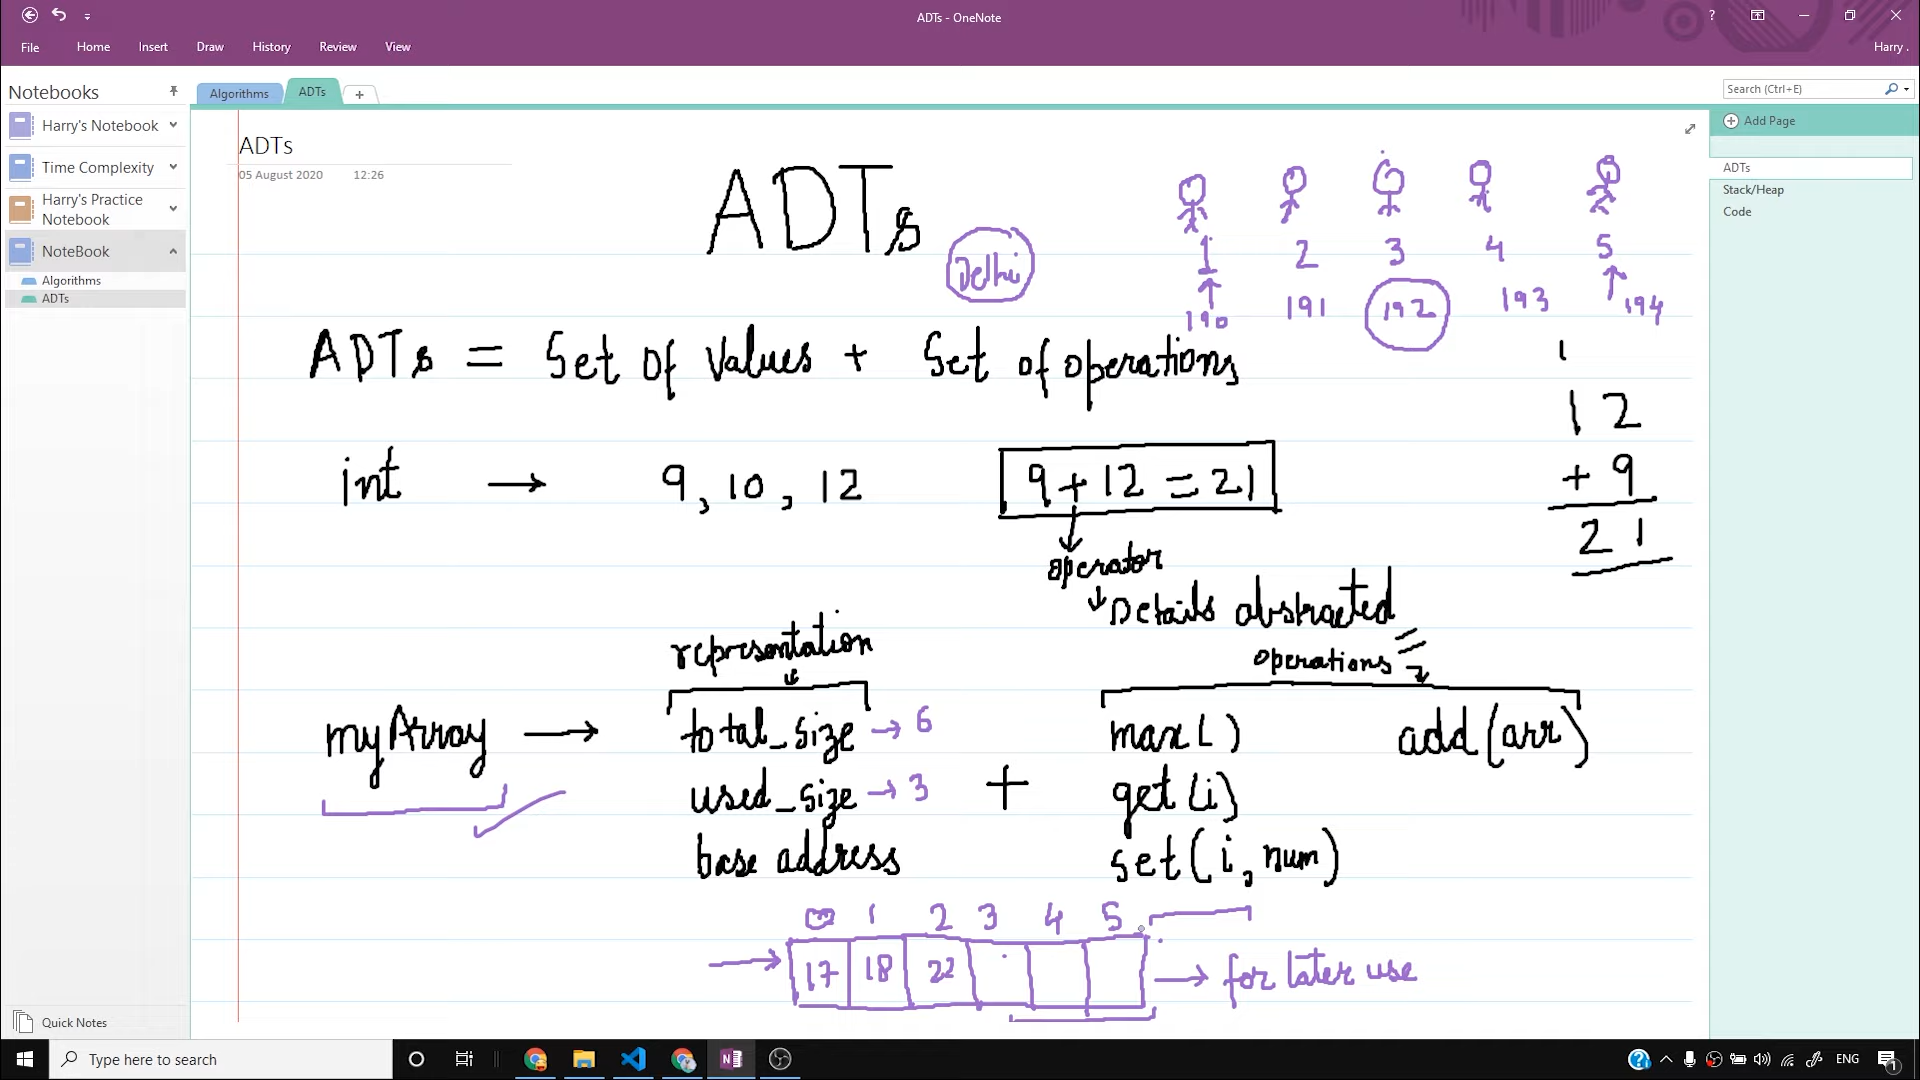 ADTs - OneNote
?
File
Home
Insert
Draw
History
Review
View
Harry .
Notebooks
Algorithms
ADTs
+
Search (Ctrl+E)
Harry's Notebook
Time Complexity
Harry's Practice
Notebook
NoteBook
Algorithms
ADTs
Add Page
ADTs
Stack/Heap
Code
ADTs
05 August 2020 12:26
ADTs
Delhi
1 2 3 4 5
190 191 192 193 194
ADTs = Set of Values + Set of operations
int → 9, 10, 12
9 + 12 = 21
1
12
+ 9
21
operator
Details abstracted
representation
operations
myArray → total_size → 6
used_size → 3
base address
+
max()
add(arr)
get(i)
set(i, num)
1 2 3 4 5
17 18 22
→ for later use
Quick Notes
Type here to search
ENG
1